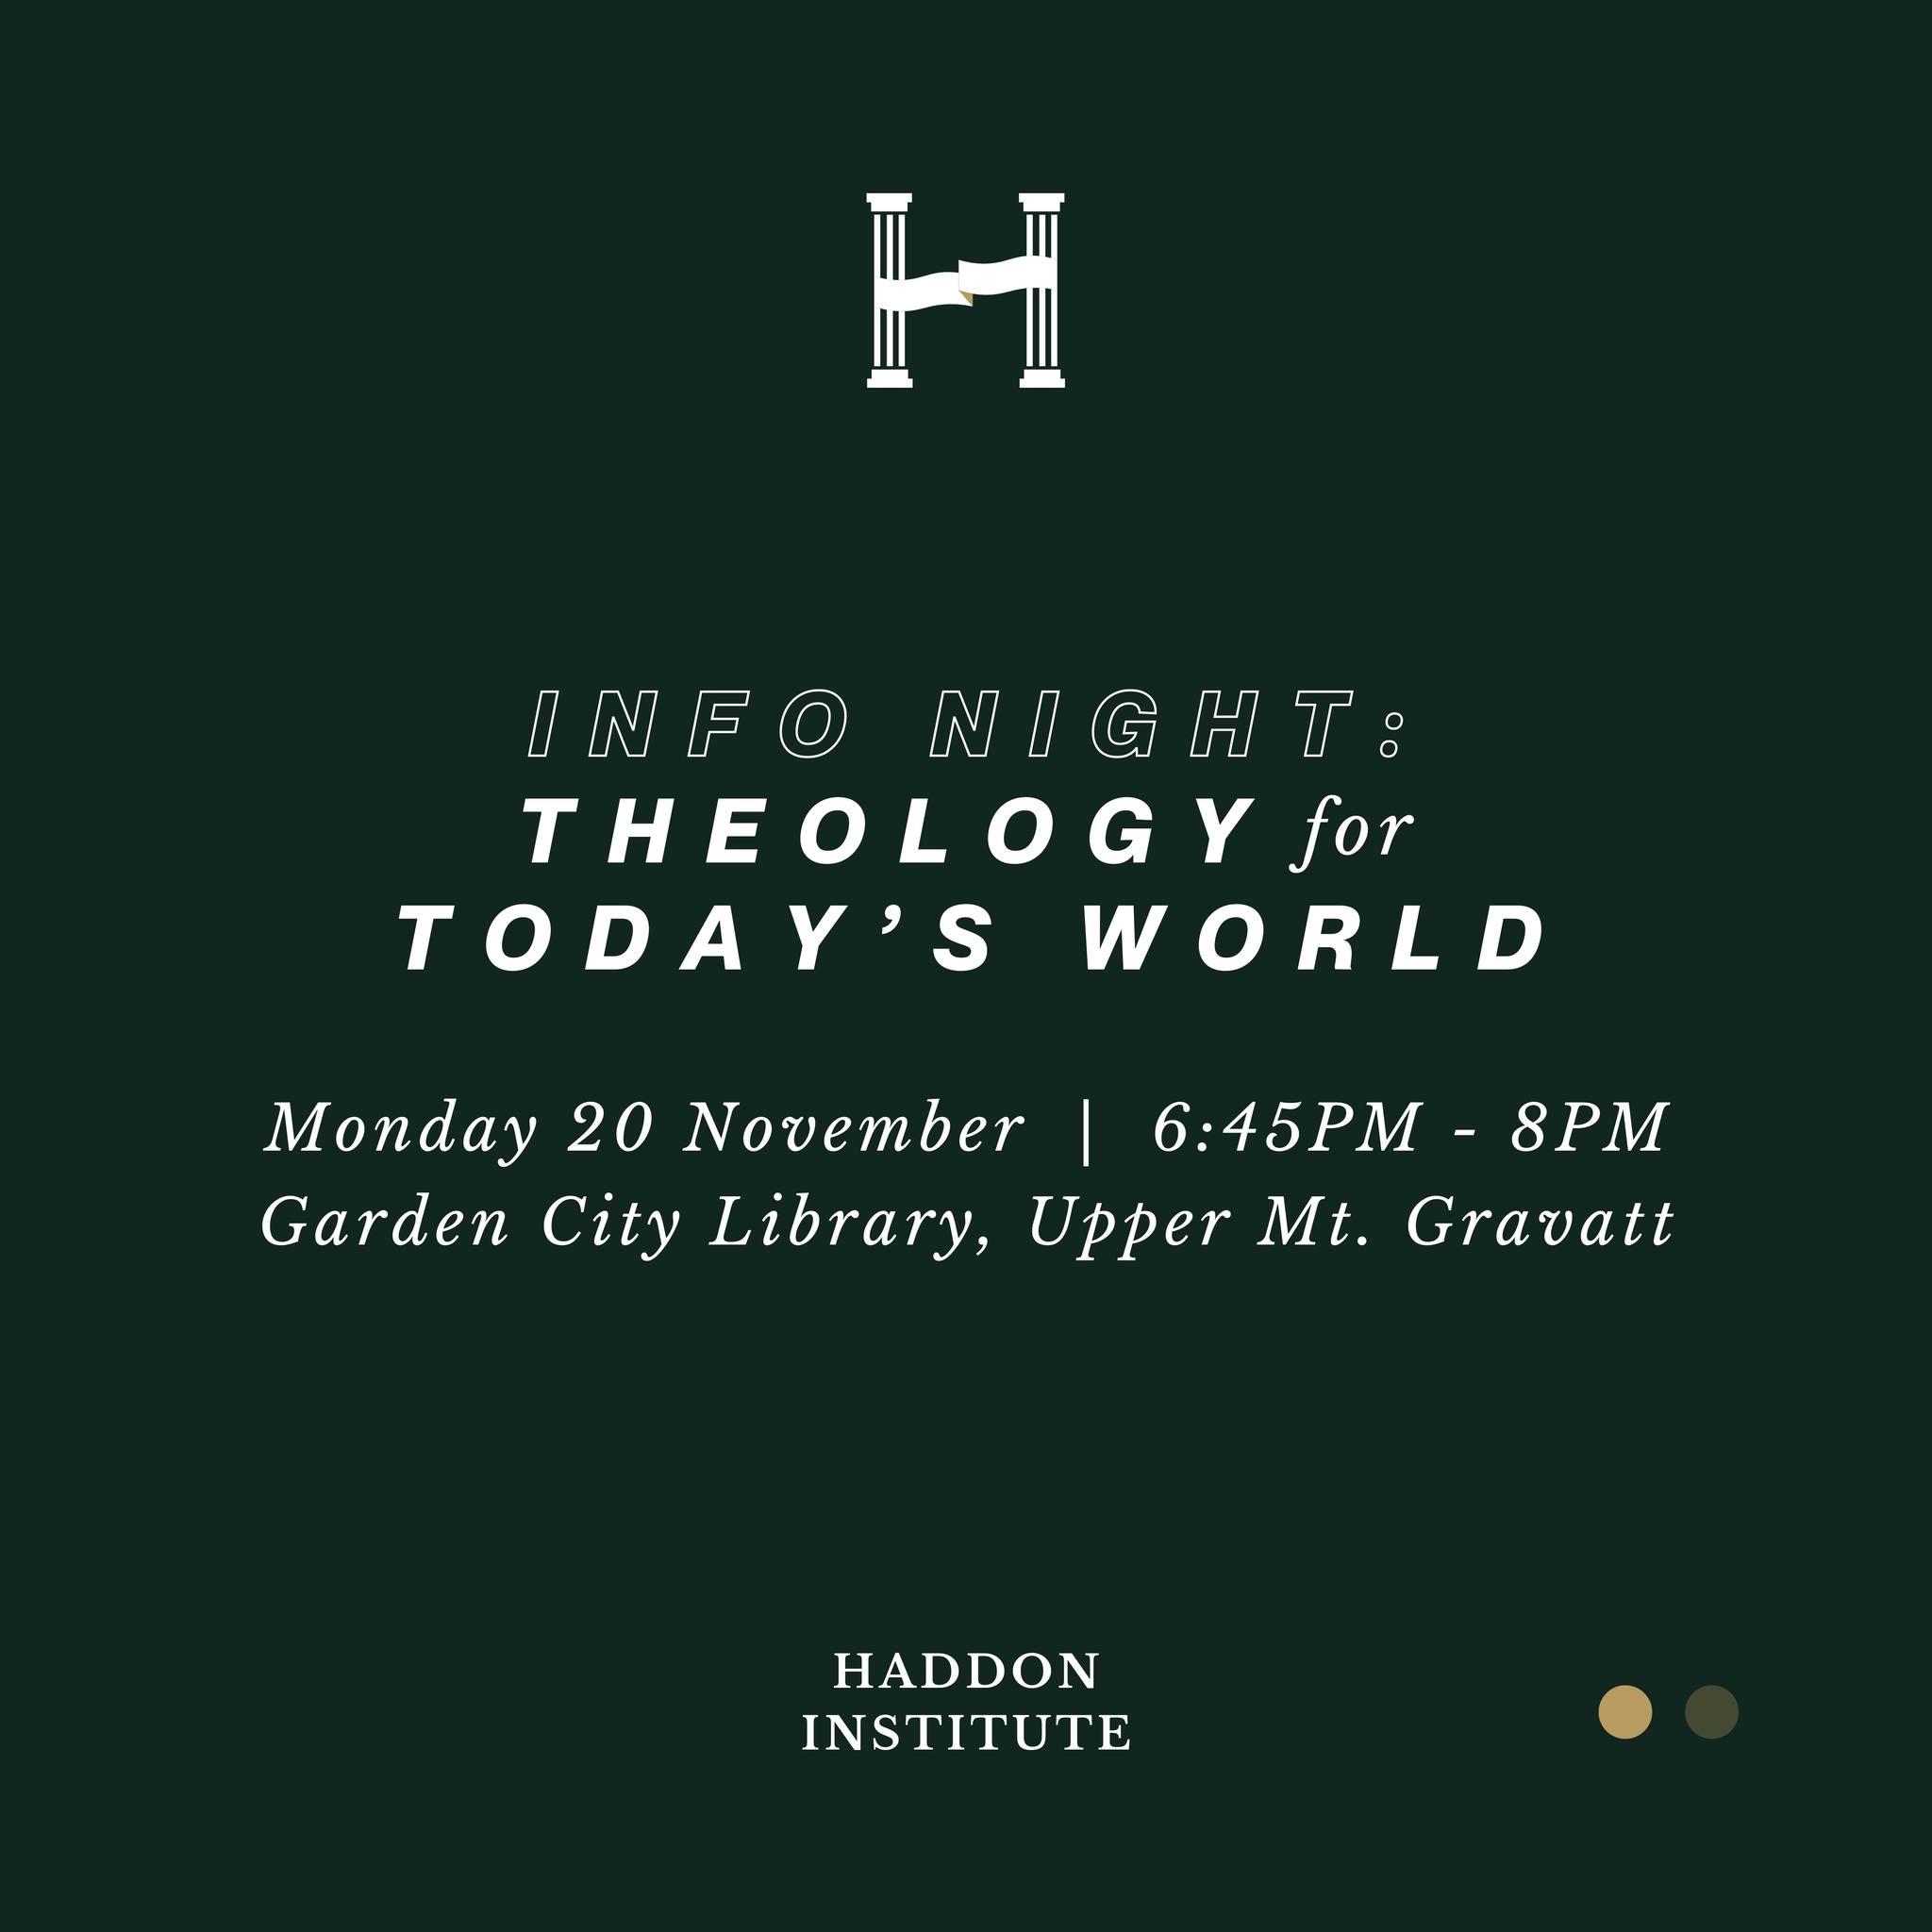 H
INFO NIGHT:
THEOLOGY for
TODAY’S WORLD
Monday 20 November | 6:45PM - 8PM
Garden City Library, Upper Mt. Gravatt
HADDON
INSTITUTE